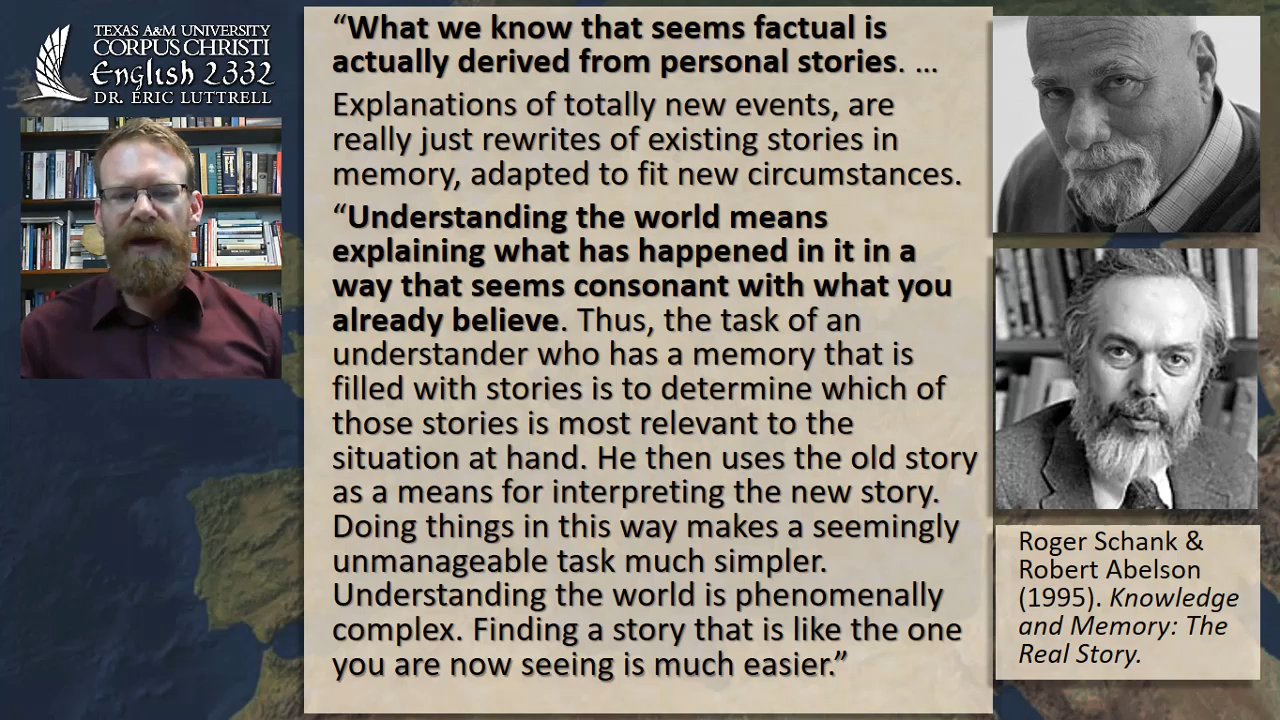 TEXAS A&M UNIVERSITY
CORPUS CHRISTI
English 2332
DR. ERIC LUTTRELL
“What we know that seems factual is
actually derived from personal stories. ...
Explanations of totally new events, are
really just rewrites of existing stories in
memory, adapted to fit new circumstances.
“Understanding the world means
explaining what has happened in it in a
way that seems consonant with what you
already believe. Thus, the task of an
understander who has a memory that is
filled with stories is to determine which of
those stories is most relevant to the
situation at hand. He then uses the old story
as a means for interpreting the new story.
Doing things in this way makes a seemingly
unmanageable task much simpler.
Understanding the world is phenomenally
complex. Finding a story that is like the one
you are now seeing is much easier.”
Roger Schank &
Robert Abelson
(1995). Knowledge
and Memory: The
Real Story.